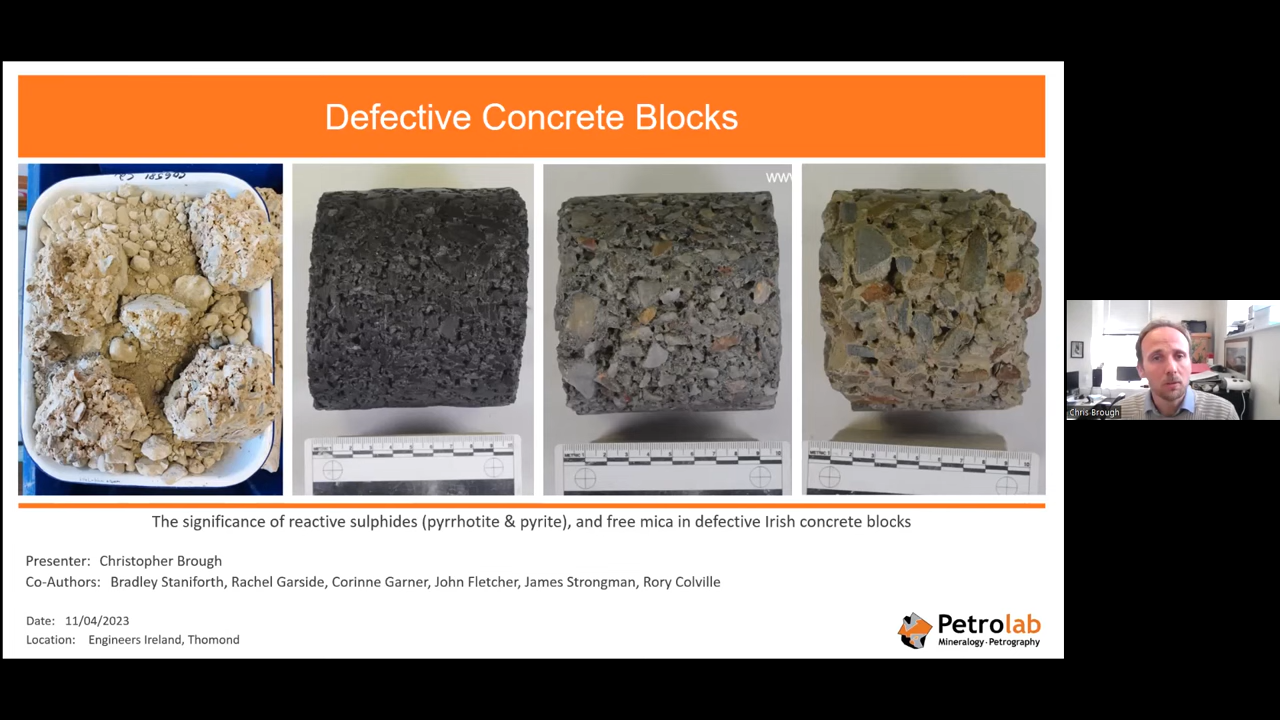 Defective Concrete Blocks
The significance of reactive sulphides (pyrrhotite & pyrite), and free mica in defective Irish concrete blocks
Presenter: Christopher Brough
Co-Authors: Bradley Staniforth, Rachel Garside, Corinne Garner, John Fletcher, James Strongman, Rory Colville
Date: 11/04/2023
Location: Engineers Ireland, Thomond
Petrolab
Mineralogy · Petrography
Chris Brough